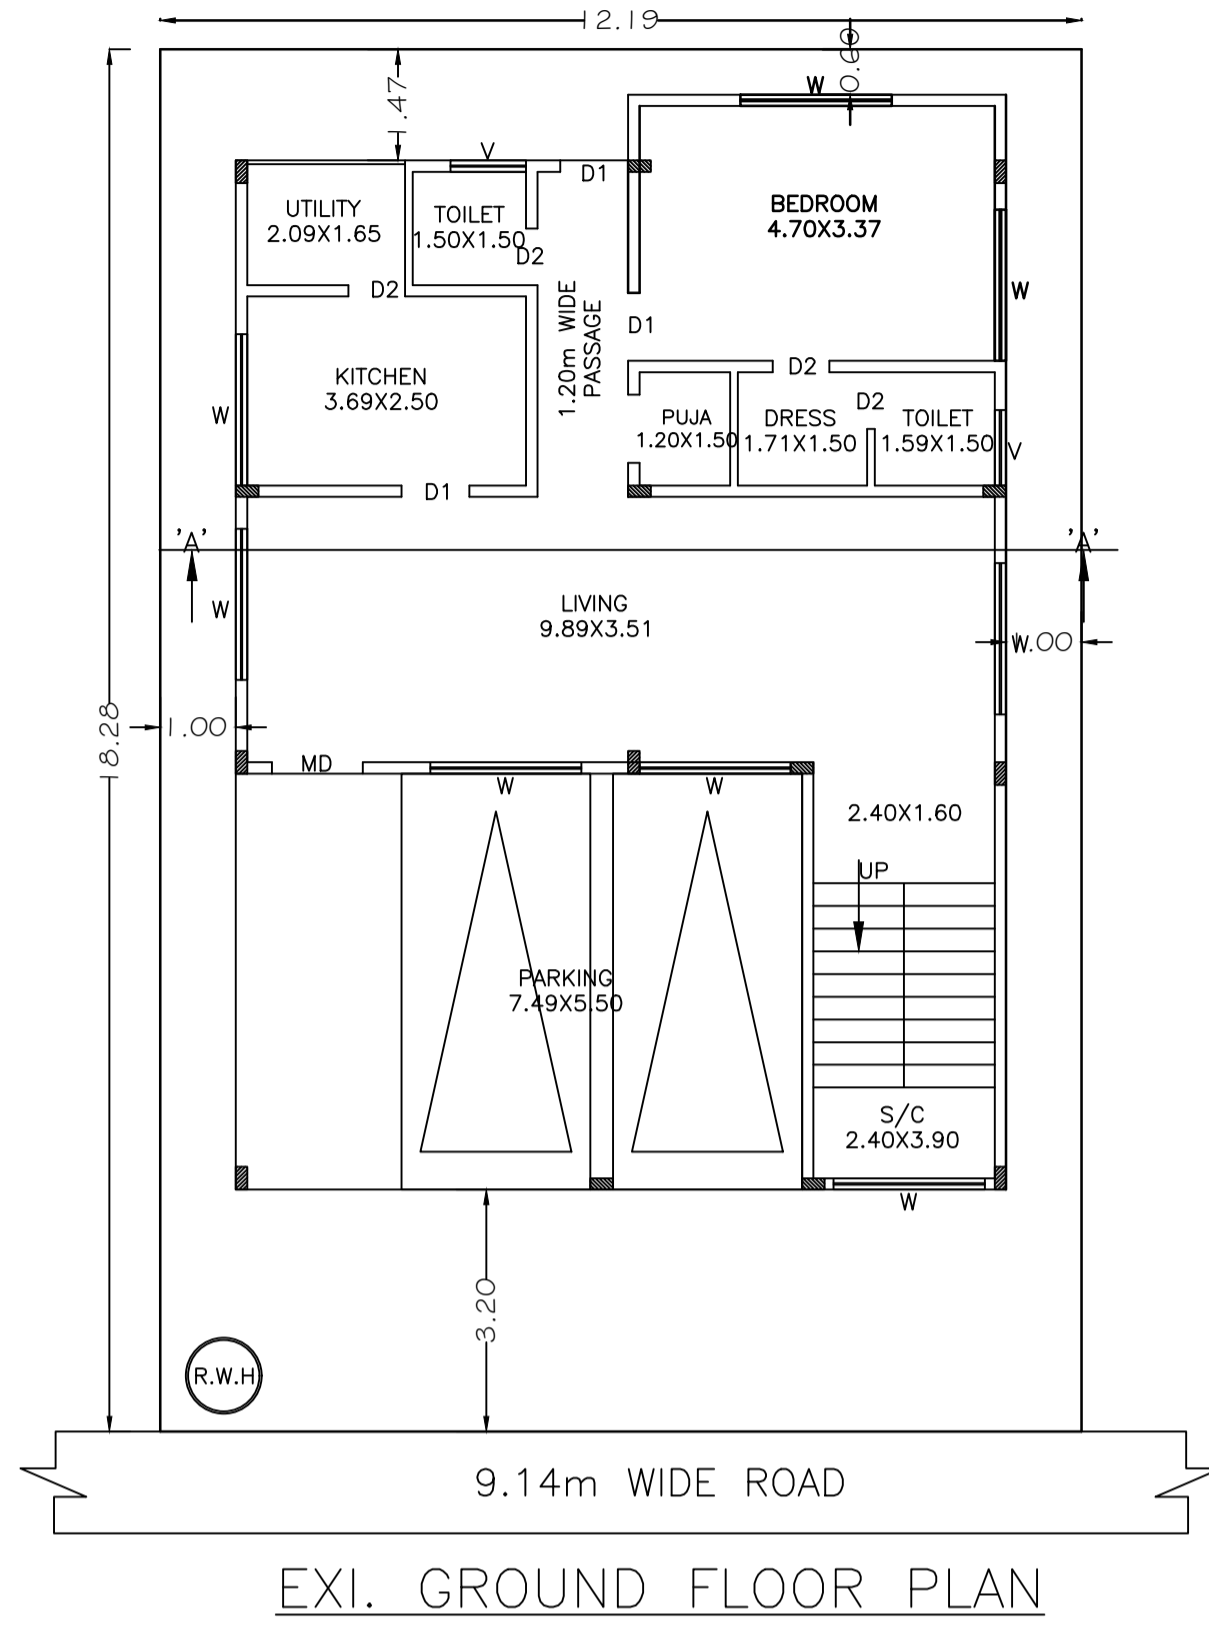 12.19
0.60
1.47
W
V
D1
UTILITY
2.09X1.65
TOILET
1.50X1.50
D2
BEDROOM
4.70X3.37
W
D2
1.20m WIDE
PASSAGE
D1
KITCHEN
3.69X2.50
W
D2
D2
PUJA
1.20X1.50
DRESS
1.71X1.50
TOILET
1.59X1.50
V
D1
'A'
'A'
W
LIVING
9.89X3.51
W
1.00
18.28
1.00
MD
W
W
2.40X1.60
UP
PARKING
7.49X5.50
S/C
2.40X3.90
W
3.20
R.W.H
9.14m WIDE ROAD
EXI. GROUND FLOOR PLAN